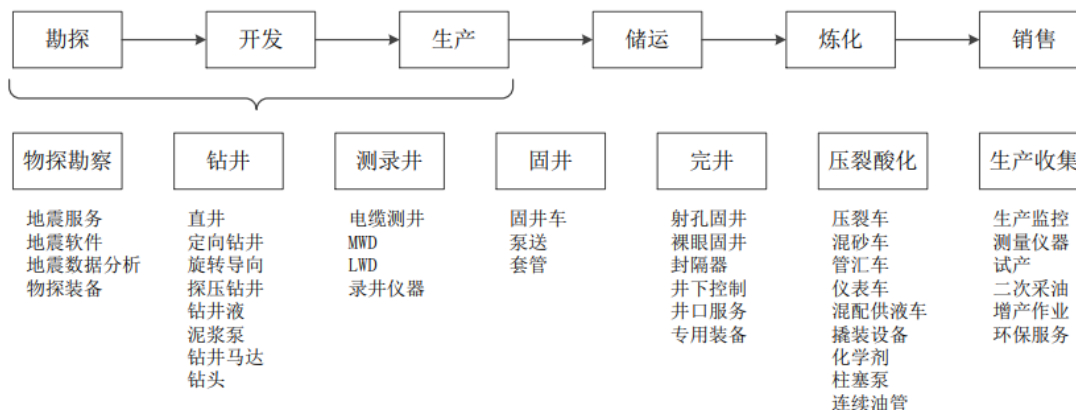 勘探
开发
生产
储运
炼化
销售
物探勘察
钻井
测录井
固井
完井
压裂酸化
生产收集
地震服务
地震软件
地震数据分析
物探装备
直井
定向钻井
旋转导向
探压钻井
钻井液
泥浆泵
钻井马达
钻头
电缆测井
MWD
LWD
录井仪器
固井车
泵送
套管
射孔固井
裸眼固井
封隔器
井下控制
井口服务
专用装备
压裂车
混砂车
管汇车
仪表车
混配供液车
撬装设备
化学剂
柱塞泵
连续油管
生产监控
测量仪器
试产
二次采油
增产作业
环保服务